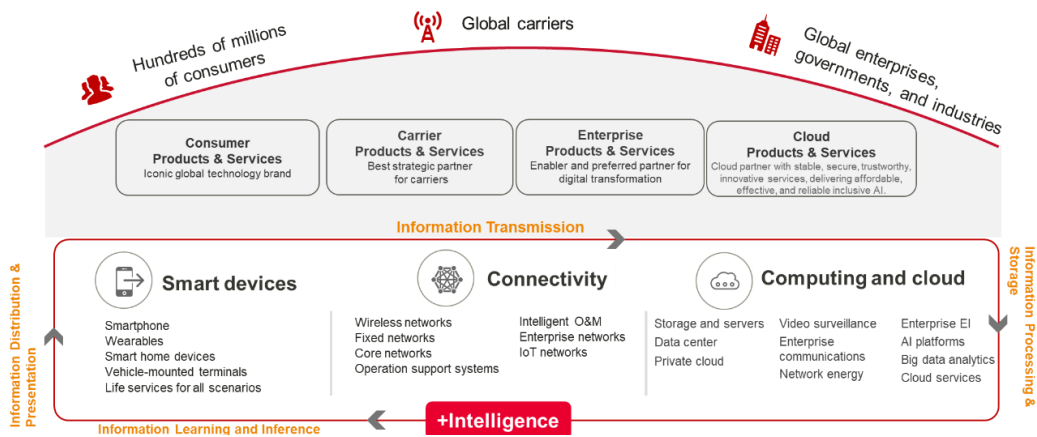 Hundreds of millions
of consumers
Global carriers
Global enterprises,
governments, and industries
Consumer
Products & Services
Iconic global technology brand
Carrier
Products & Services
Best strategic partner
for carriers
Enterprise
Products & Services
Enabler and preferred partner for
digital transformation
Cloud
Products & Services
Cloud partner with stable, secure, trustworthy,
innovative services, delivering affordable,
effective, and reliable inclusive AI.
Information Transmission
Information Distribution &
Presentation
Smart devices
Smartphone
Wearables
Smart home devices
Vehicle-mounted terminals
Life services for all scenarios
Connectivity
Wireless networks
Fixed networks
Core networks
Operation support systems
Intelligent O&M
Enterprise networks
IoT networks
Computing and cloud
Storage and servers
Data center
Private cloud
Video surveillance
Enterprise
communications
Network energy
Enterprise EI
AI platforms
Big data analytics
Cloud services
Information Processing &
Storage
+Intelligence
Information Learning and Inference